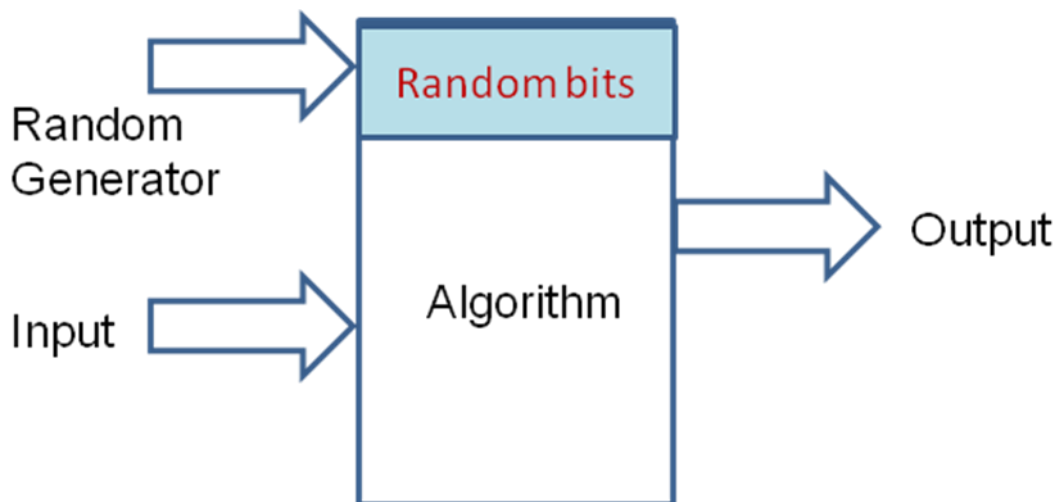 Random bits
Random
Generator
Output
Algorithm
Input